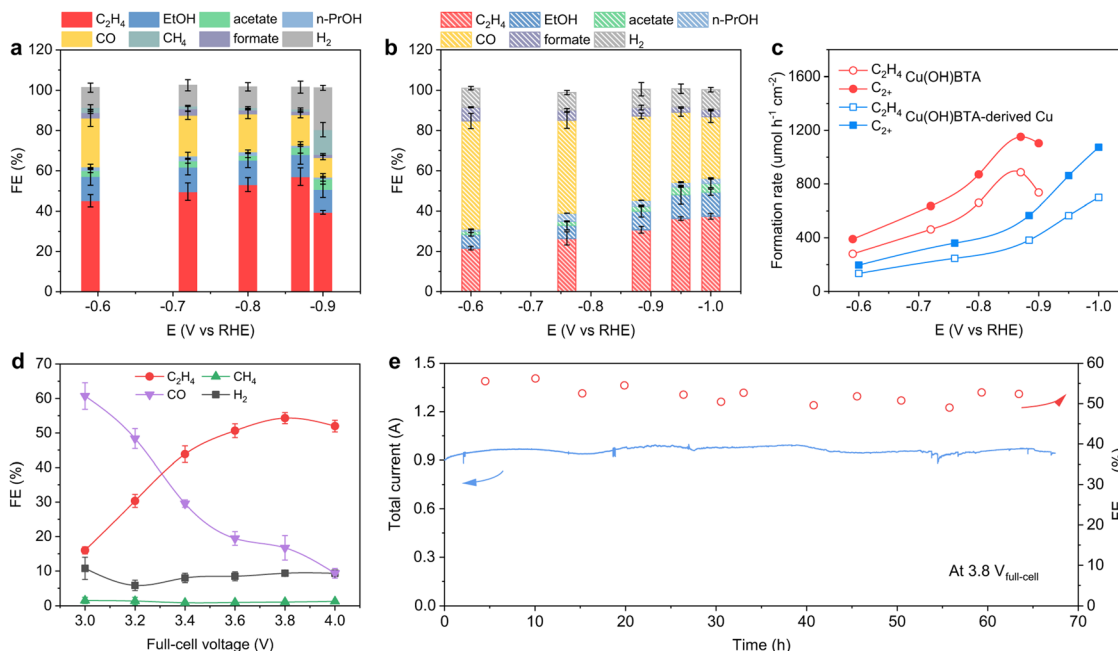 C₂H₄ EtOH acetate n-PrOH
CO CH₄ formate H₂
a
FE (%)
120
100
80
60
40
20
0
-0.6 -0.7 -0.8 -0.9
E (V vs RHE)
C₂H₄ EtOH acetate n-PrOH
CO formate H₂
b
FE (%)
120
100
80
60
40
20
0
-0.6 -0.7 -0.8 -0.9 -1.0
E (V vs RHE)
c
C₂H₄ Cu(OH)BTA
C₂₊
C₂H₄ Cu(OH)BTA-derived Cu
C₂₊
Formation rate (umol h⁻¹ cm⁻²)
1600
1200
800
400
0
-0.6 -0.7 -0.8 -0.9 -1.0
E (V vs RHE)
d
C₂H₄ CH₄
CO H₂
FE (%)
70
60
50
40
30
20
10
0
3.0 3.2 3.4 3.6 3.8 4.0
Full-cell voltage (V)
e
Total current (A)
1.5
1.2
0.9
0.6
0.3
0.0
60
50
40
30
20
10
0
FE (%)
At 3.8 V full-cell
0 10 20 30 40 50 60 70
Time (h)